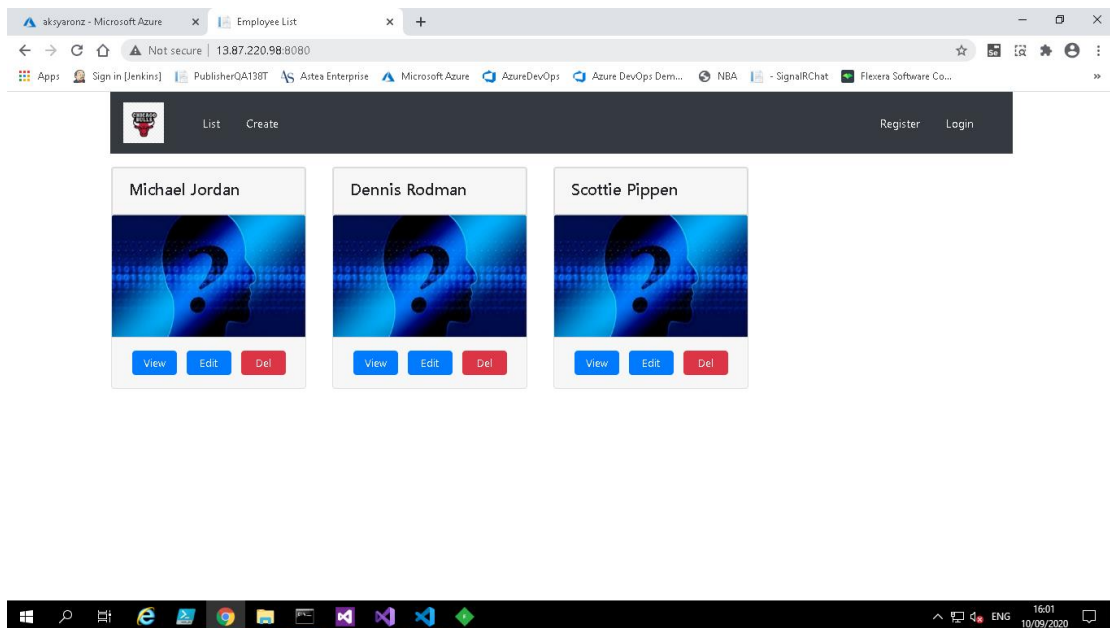 aksyaronz - Microsoft Azure
Employee List
Not secure | 13.87.220.98:8080
Apps
Sign in [Jenkins]
PublisherQA138T
Astea Enterprise
Microsoft Azure
AzureDevOps
Azure DevOps Dem...
NBA
- SignalRChat
Flexera Software Co...
CHICAGO
BULLS
List
Create
Register
Login
Michael Jordan
Dennis Rodman
Scottie Pippen
View
Edit
Del
View
Edit
Del
View
Edit
Del
ENG
16:01
10/09/2020